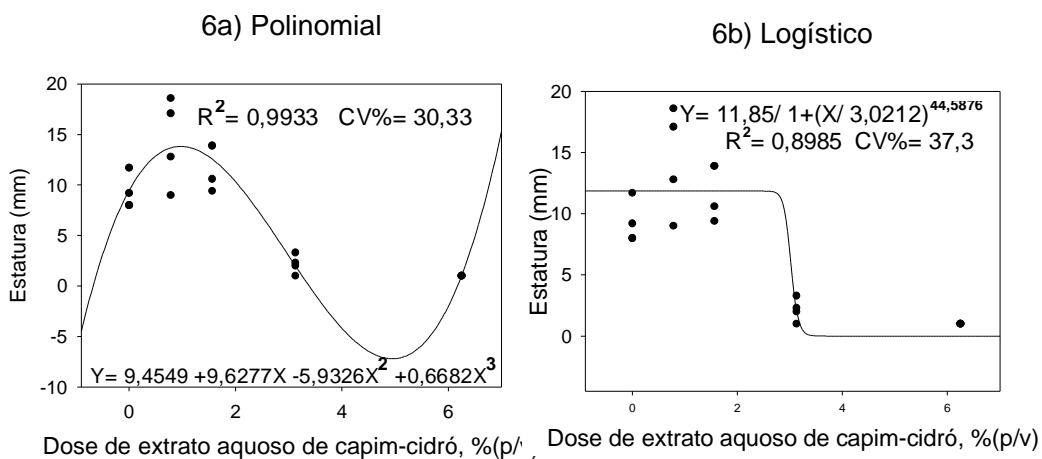 6a) Polinomial
R²= 0,9933 CV%= 30,33
20
15
10
5
0
-5
-10
Estatura (mm)
Y= 9,4549 +9,6277X -5,9326X² +0,6682X³
0 2 4 6
Dose de extrato aquoso de capim-cidró, %(p/
6b) Logístico
Y= 11,85/ 1+(X/ 3,0212)⁴⁴,⁵⁸⁷⁶
R²= 0,8985 CV%= 37,3
20
15
10
5
0
Estatura (mm)
0 2 4 6
Dose de extrato aquoso de capim-cidró, %(p/v)